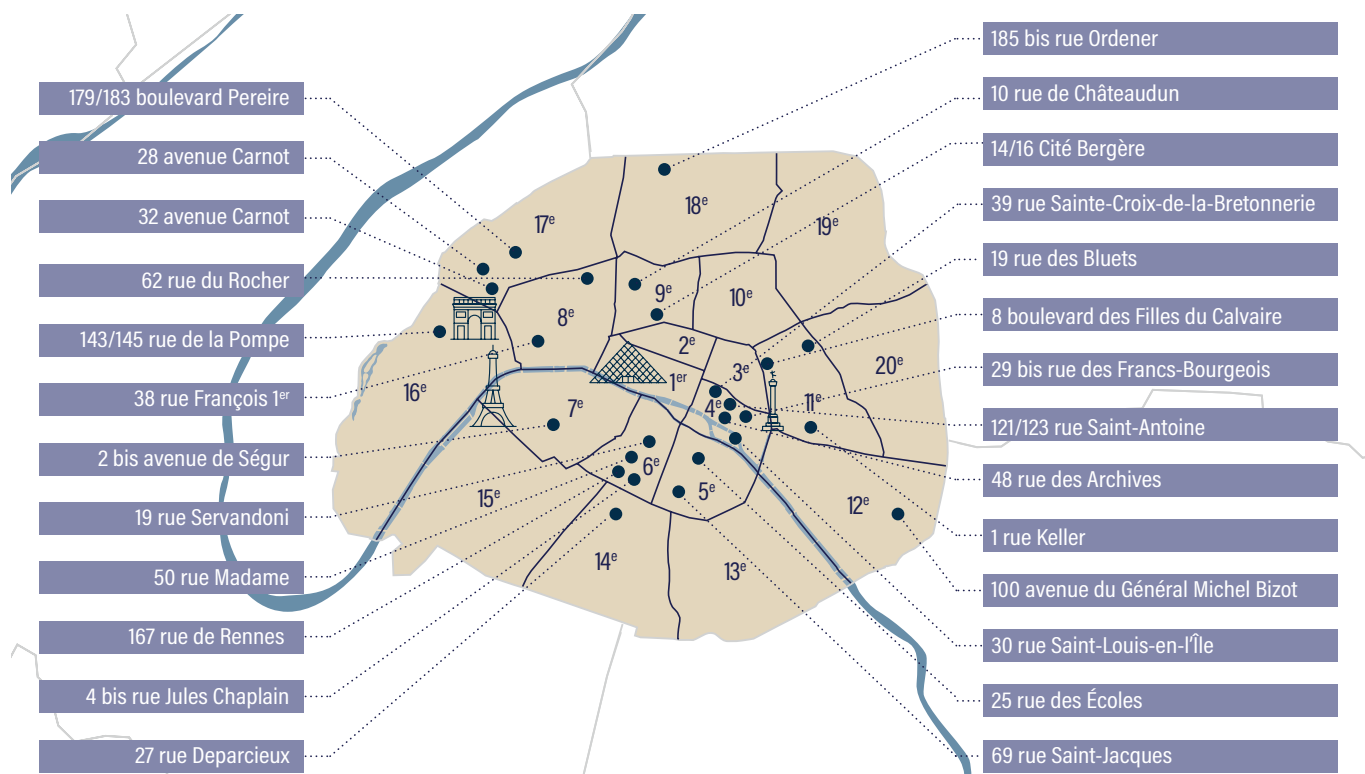 179/183 boulevard Pereire
28 avenue Carnot
32 avenue Carnot
62 rue du Rocher
143/145 rue de la Pompe
38 rue François 1er
2 bis avenue de Ségur
19 rue Servandoni
50 rue Madame
167 rue de Rennes
4 bis rue Jules Chaplain
27 rue Deparcieux
18e
17e
19e
9e
10e
8e
2e
3e
20e
1er
16e
7e
4e
11e
6e
5e
15e
12e
14e
13e
185 bis rue Ordener
10 rue de Châteaudun
14/16 Cité Bergère
39 rue Sainte-Croix-de-la-Bretonnerie
19 rue des Bluets
8 boulevard des Filles du Calvaire
29 bis rue des Francs-Bourgeois
121/123 rue Saint-Antoine
48 rue des Archives
1 rue Keller
100 avenue du Général Michel Bizot
30 rue Saint-Louis-en-l'Île
25 rue des Écoles
69 rue Saint-Jacques